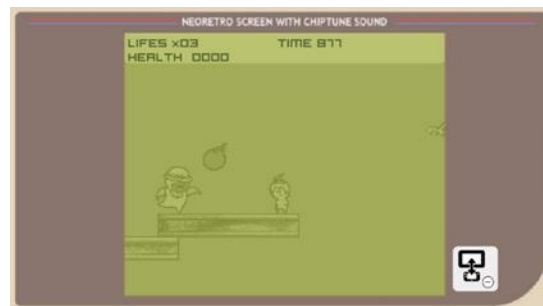 NEORETRO SCREEN WITH CHIPTUNE SOUND
LIFES x03 TIME 877
HEALTH 0000